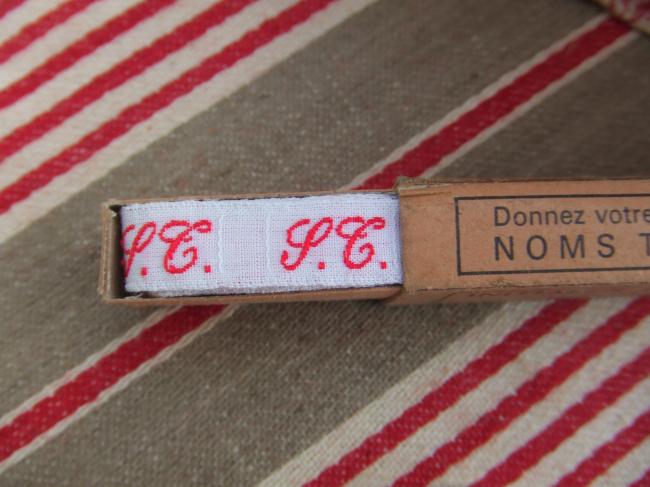 S.C. S.C.
Donnez votre
NOMS T